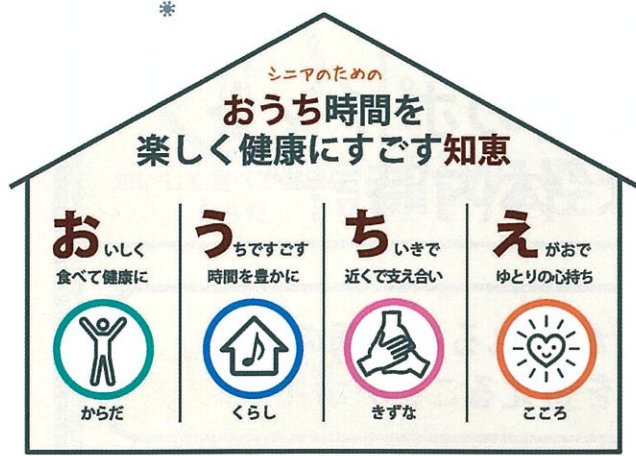 シニアのための
おうち時間を
楽しく健康にすごす知恵
おいしく
食べて健康に
からだ
うちですごす
時間を豊かに
くらし
ちいきで
近くで支え合い
きずな
えがおで
ゆとりの心持ち
こころ